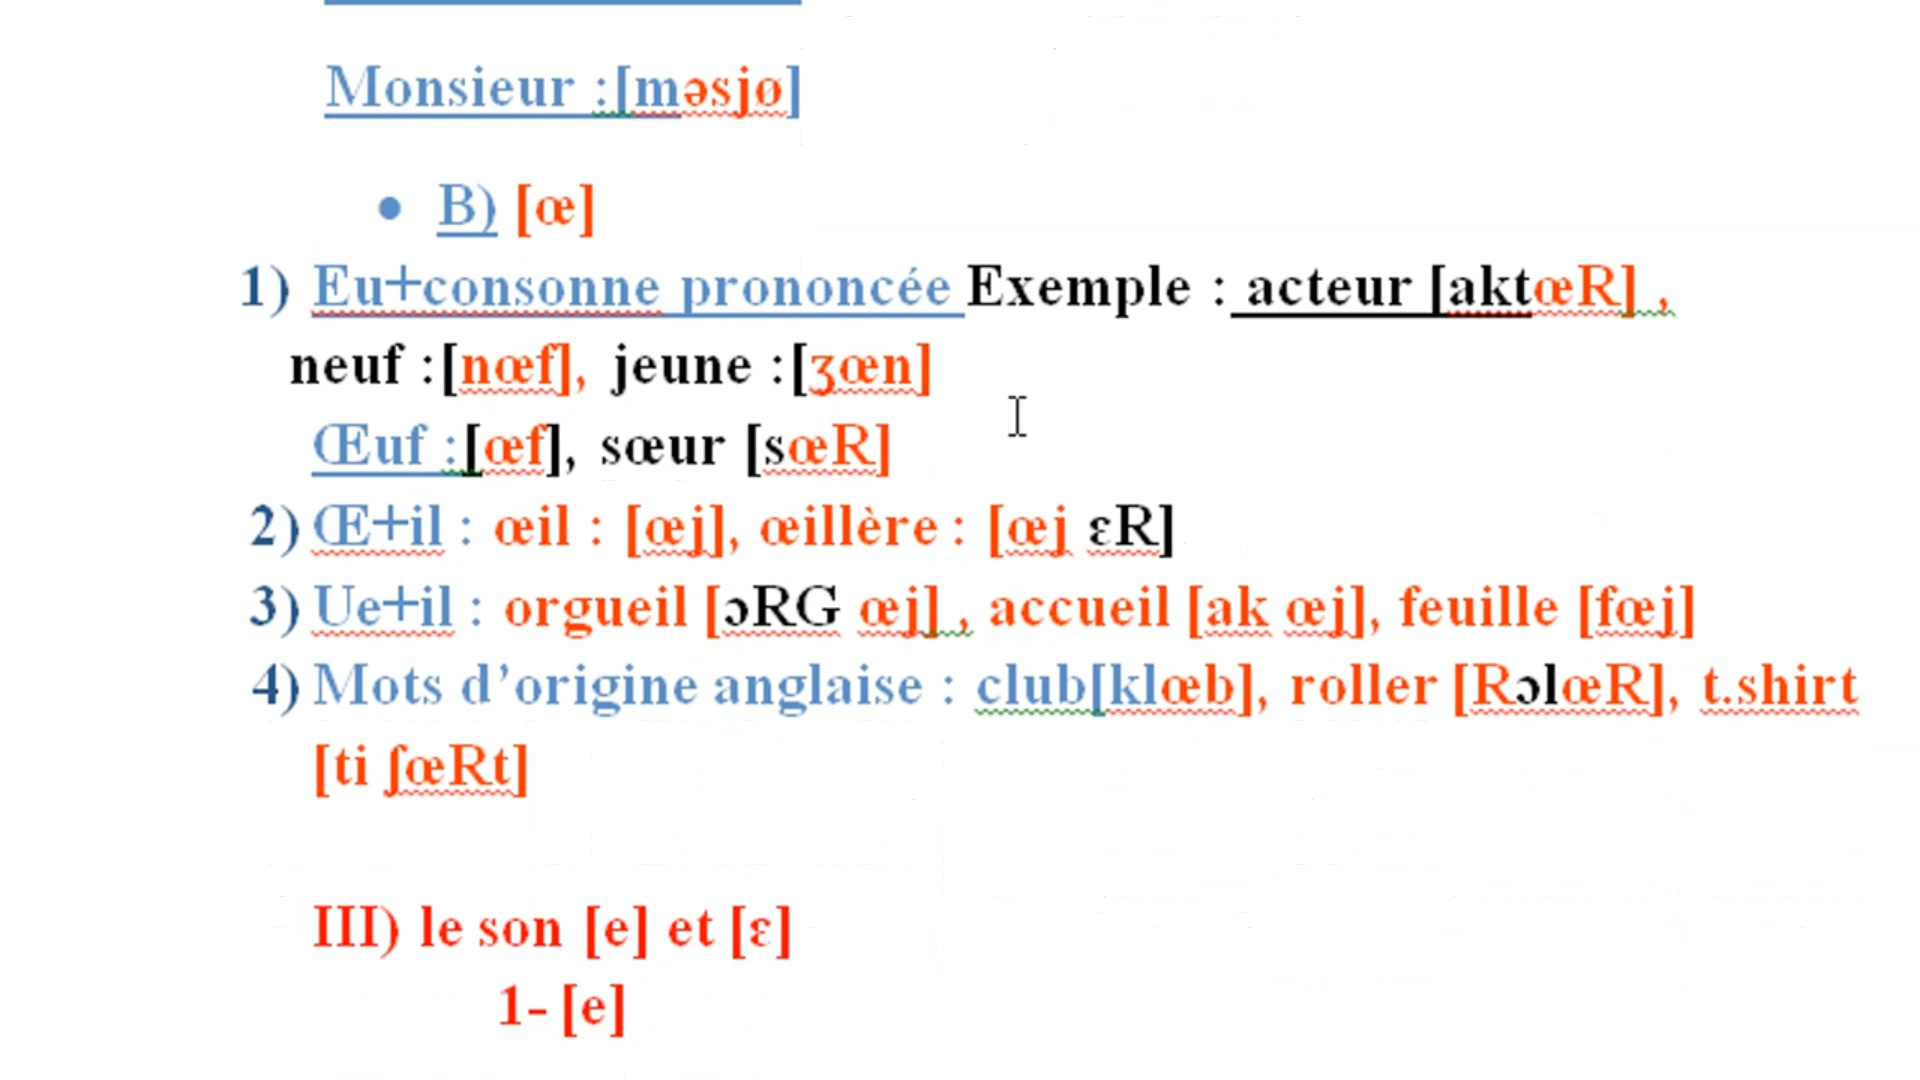 Monsieur :[məsjø]
• B) [œ]
1) Eu+consonne prononcée Exemple : acteur [aktœR] ,
neuf :[nœf], jeune :[ʒœn]
Œuf :[œf], sœur [sœR]
2) Œ+il : œil : [œj], œillère : [œj ɛR]
3) Ue+il : orgueil [ɔRG œj] , accueil [ak œj], feuille [fœj]
4) Mots d’origine anglaise : club[klœb], roller [RɔlœR], t.shirt
[ti ʃœRt]
III) le son [e] et [ɛ]
1- [e]